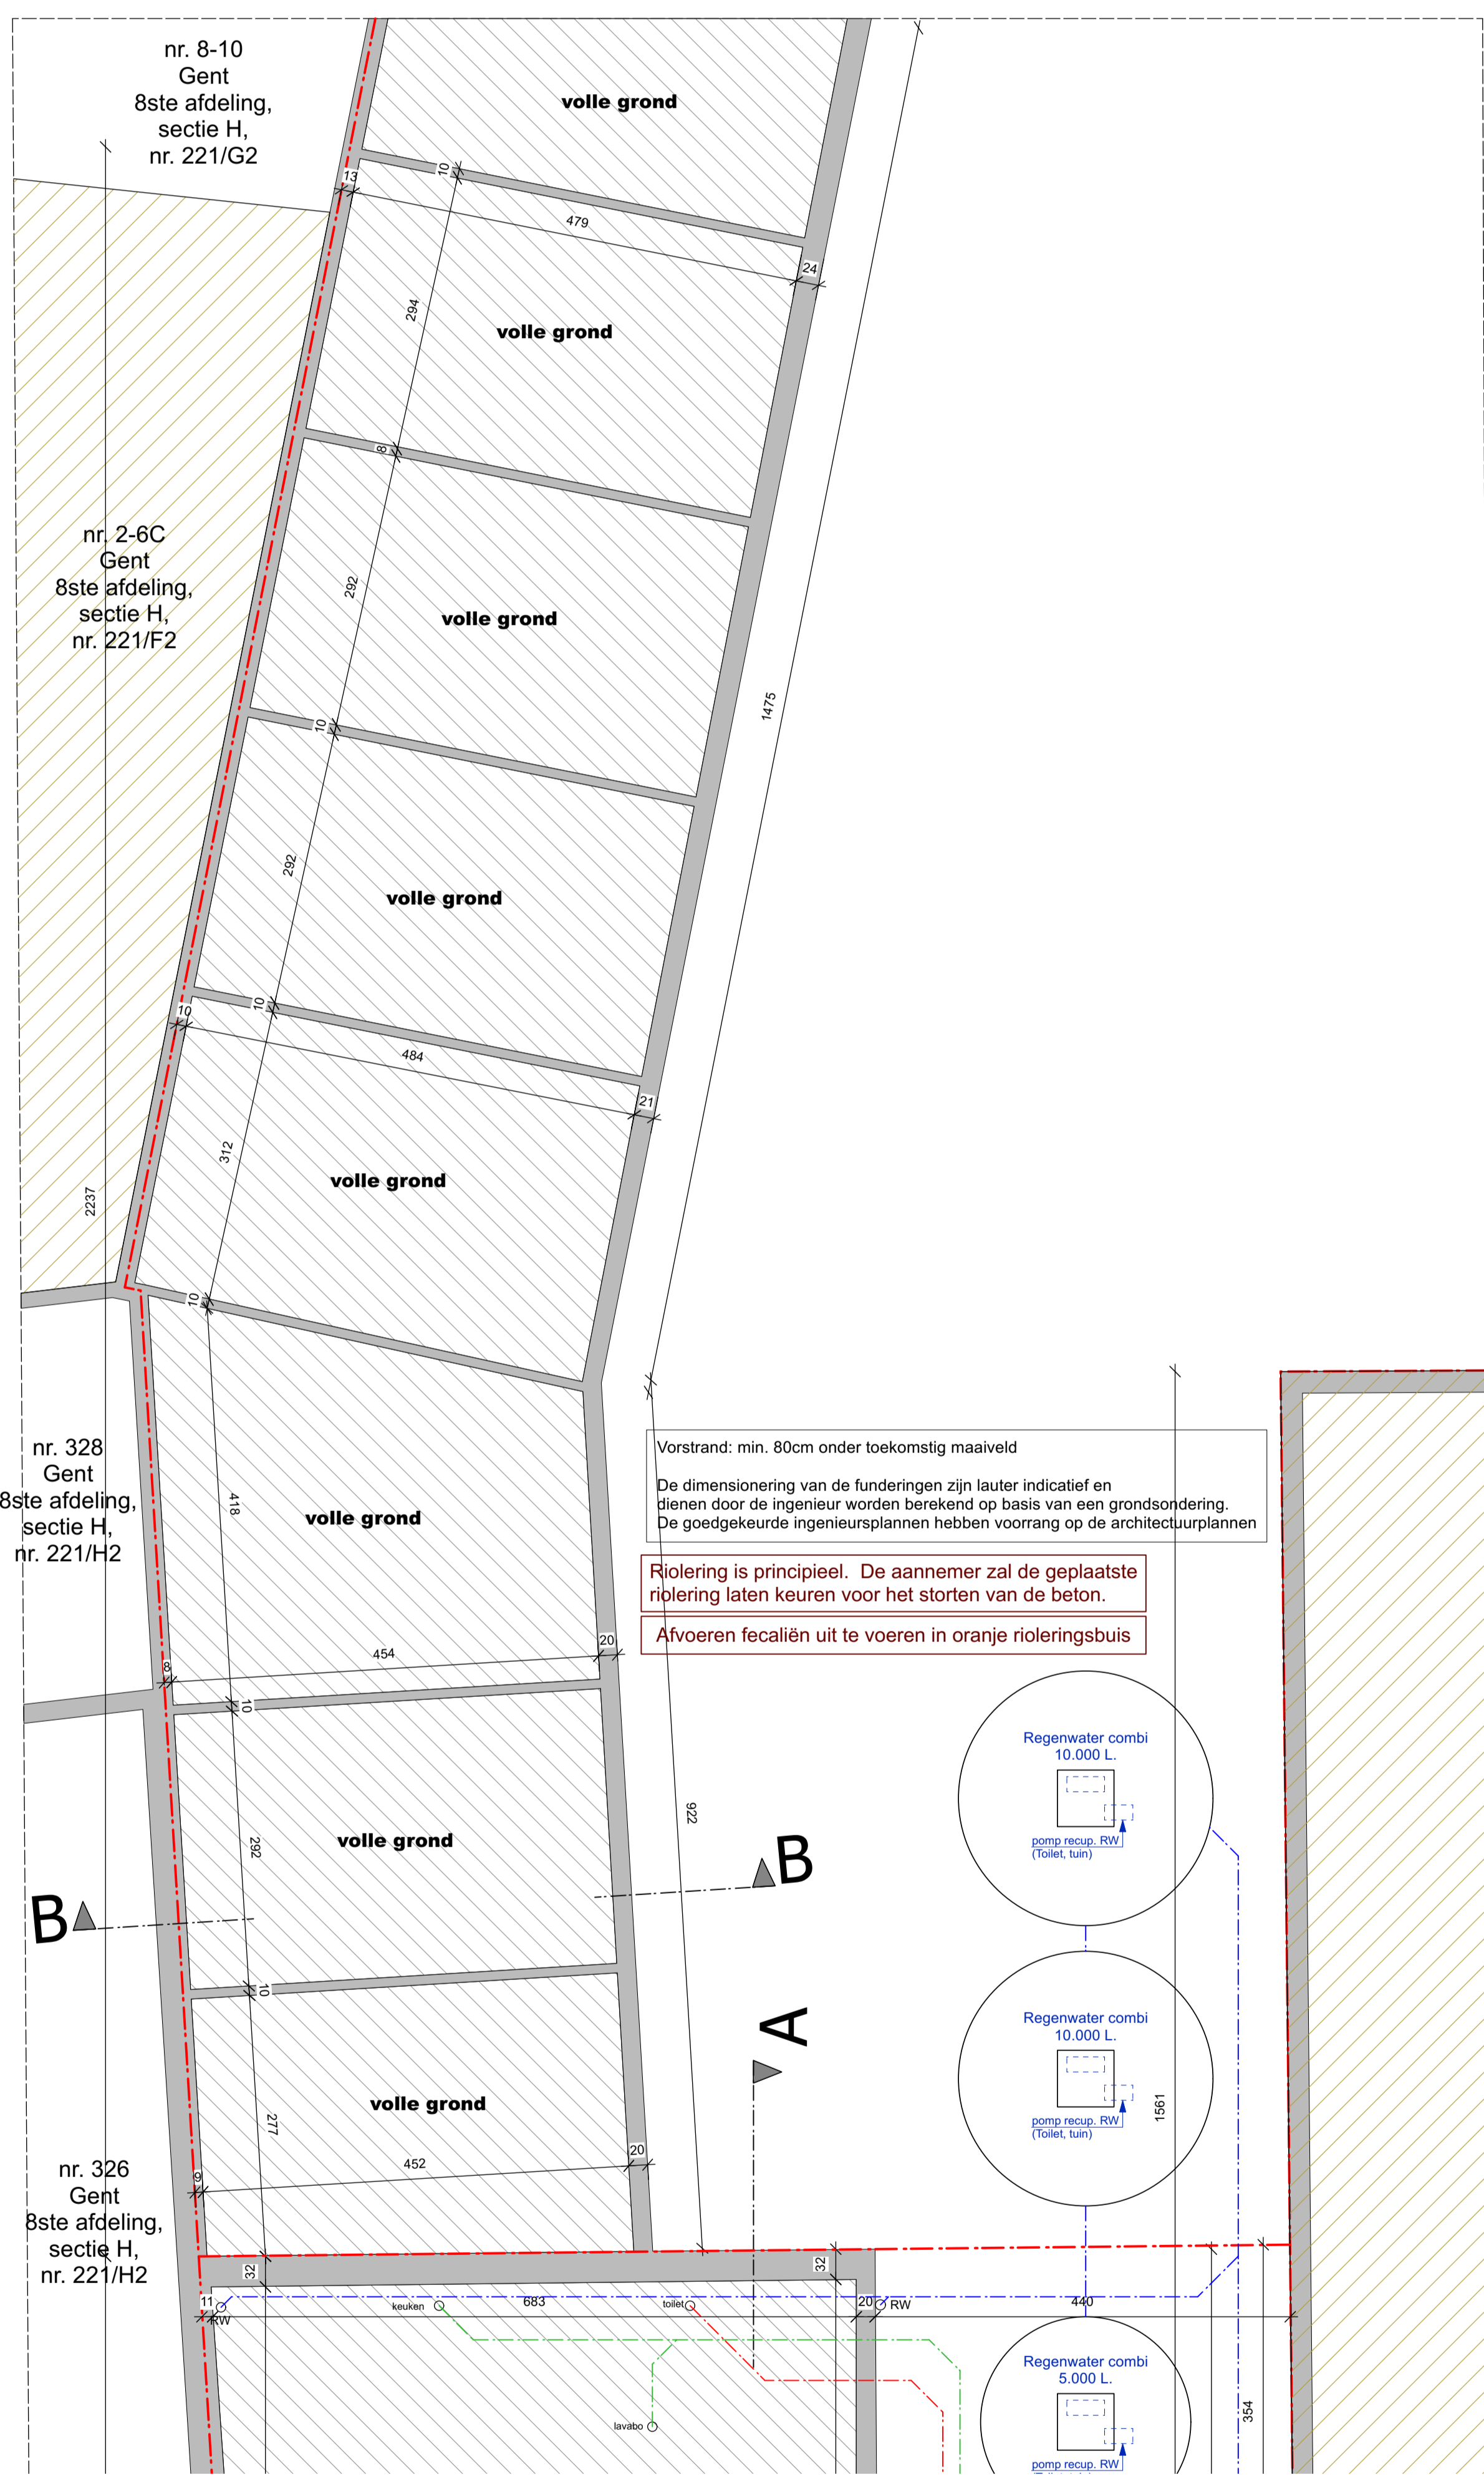 nr. 8-10
Gent
8ste afdeling,
sectie H,
nr. 221/G2
volle grond
10
13
479
24
294
volle grond
8
nr. 2-6C
Gent
8ste afdeling,
sectie H,
nr. 221/F2
292
volle grond
1475
10
292
volle grond
10
10
484
21
312
volle grond
2237
10
nr. 328
Gent
8ste afdeling,
sectie H,
nr. 221/H2
418
volle grond
Vorstrand: min. 80cm onder toekomstig maaiveld
De dimensionering van de funderingen zijn lauter indicatief en
dienen door de ingenieur worden berekend op basis van een grondsondering.
De goedgekeurde ingenieursplannen hebben voorrang op de architectuurplannen
Riolering is principieel. De aannemer zal de geplaatste
riolering laten keuren voor het storten van de beton.
Afvoeren fecaliën uit te voeren in oranje rioleringsbuis
20
454
8
10
Regenwater combi
10.000 L.
pomp recup. RW
(Toilet, tuin)
922
volle grond
292
B
B
10
A
Regenwater combi
10.000 L.
pomp recup. RW
(Toilet, tuin)
1561
volle grond
277
20
452
9
nr. 326
Gent
8ste afdeling,
sectie H,
nr. 221/H2
32
32
11
RW
keuken
683
toilet
20
RW
440
Regenwater combi
5.000 L.
pomp recup. RW
354
lavabo